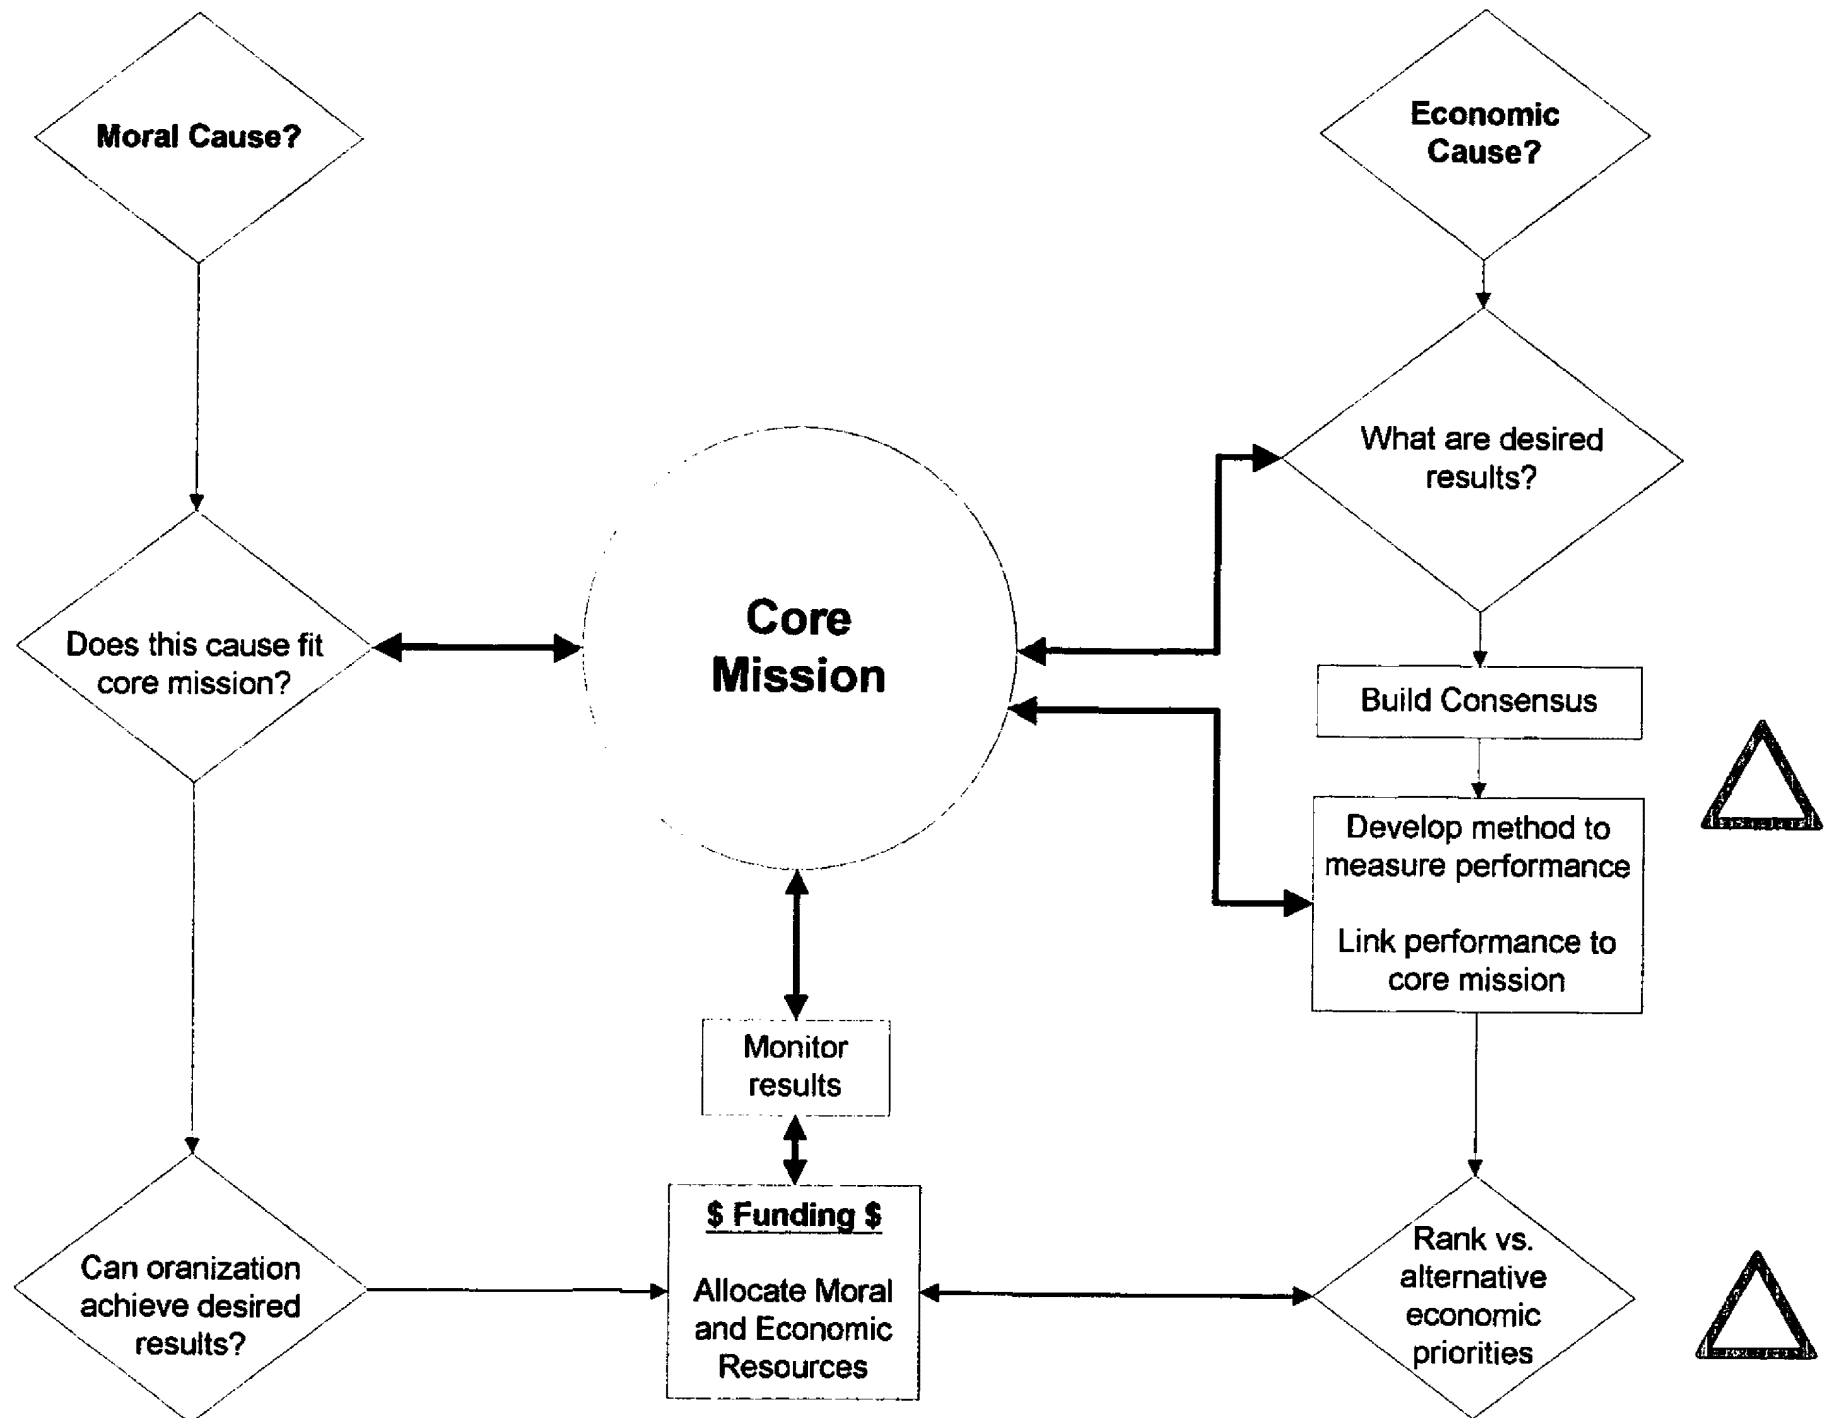 Moral Cause?
Economic
Cause?
What are desired
results?
Core
Mission
Does this cause fit
core mission?
Build Consensus
Develop method to
measure performance
Link performance to
core mission
Monitor
results
$ Funding $
Allocate Moral
and Economic
Resources
Can oranization
achieve desired
results?
Rank vs.
alternative
economic
priorities